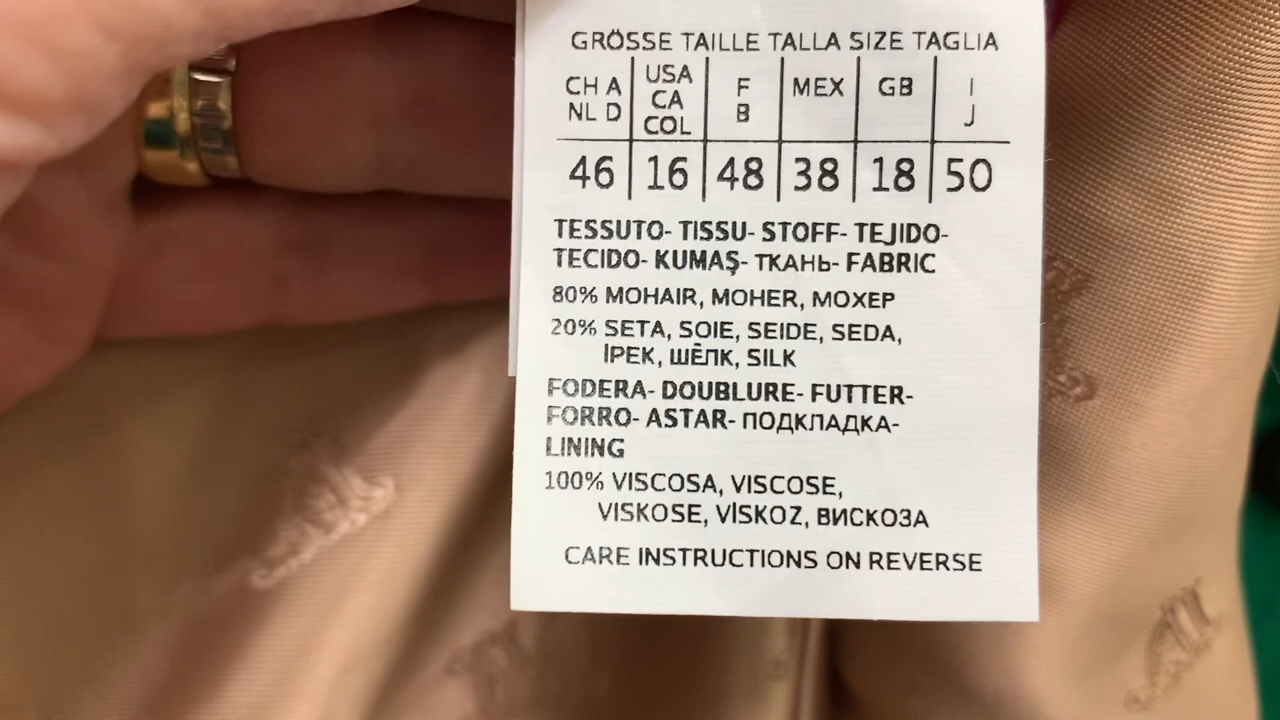 GRÖSSE TAILLE TALLA SIZE TAGLIA
CH A NL D | USA CA COL | F B | MEX | GB | I J
46 | 16 | 48 | 38 | 18 | 50
TESSUTO- TISSU- STOFF- TEJIDO-
TECIDO- KUMAŞ- ТКАНЬ- FABRIC
80% MOHAIR, MOHER, МОХЕР
20% SETA, SOIE, SEIDE, SEDA,
İPEK, ШЁЛК, SILK
FODERA- DOUBLURE- FUTTER-
FORRO- ASTAR- ПОДКЛАДКА-
LINING
100% VISCOSA, VISCOSE,
VISKOSE, VİSKOZ, ВИСКОЗА
CARE INSTRUCTIONS ON REVERSE